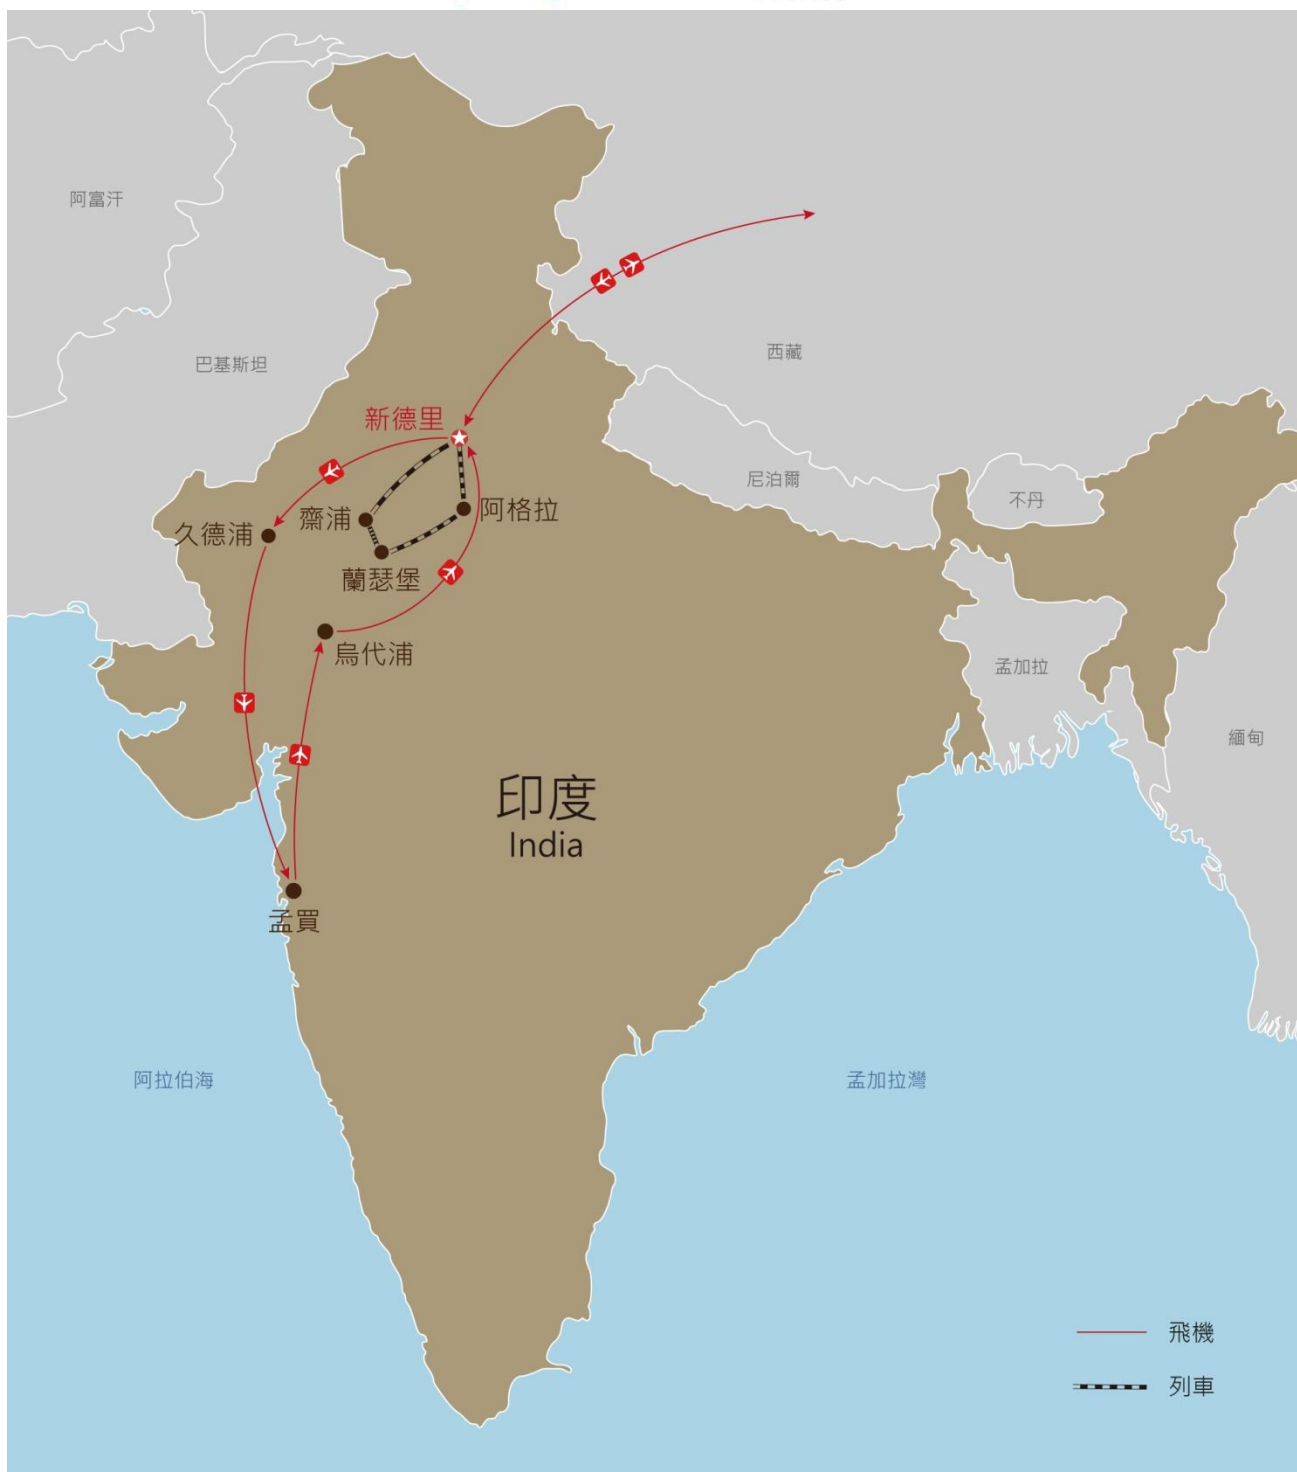 阿富汗
西藏
巴基斯坦
新德里
尼泊爾
不丹
齋浦
阿格拉
久德浦
蘭瑟堡
烏代浦
孟加拉
緬甸
印度
India
孟買
阿拉伯海
孟加拉灣
飛機
列車